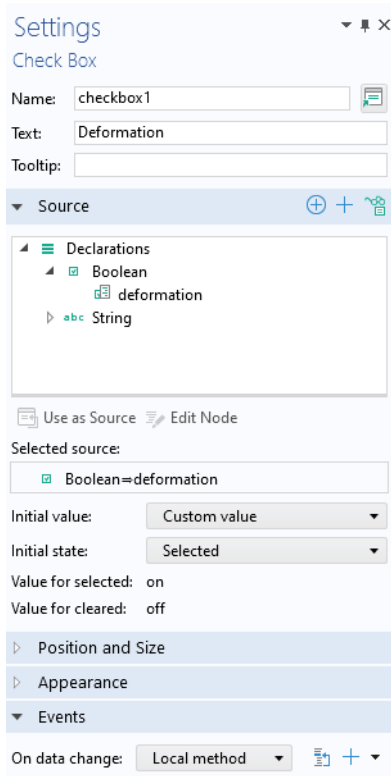 Settings
Check Box
Name: checkbox1
Text: Deformation
Tooltip:
Source
Declarations
Boolean
deformation
abc String
Use as Source Edit Node
Selected source:
Boolean⇒deformation
Initial value: Custom value
Initial state: Selected
Value for selected: on
Value for cleared: off
Position and Size
Appearance
Events
On data change: Local method